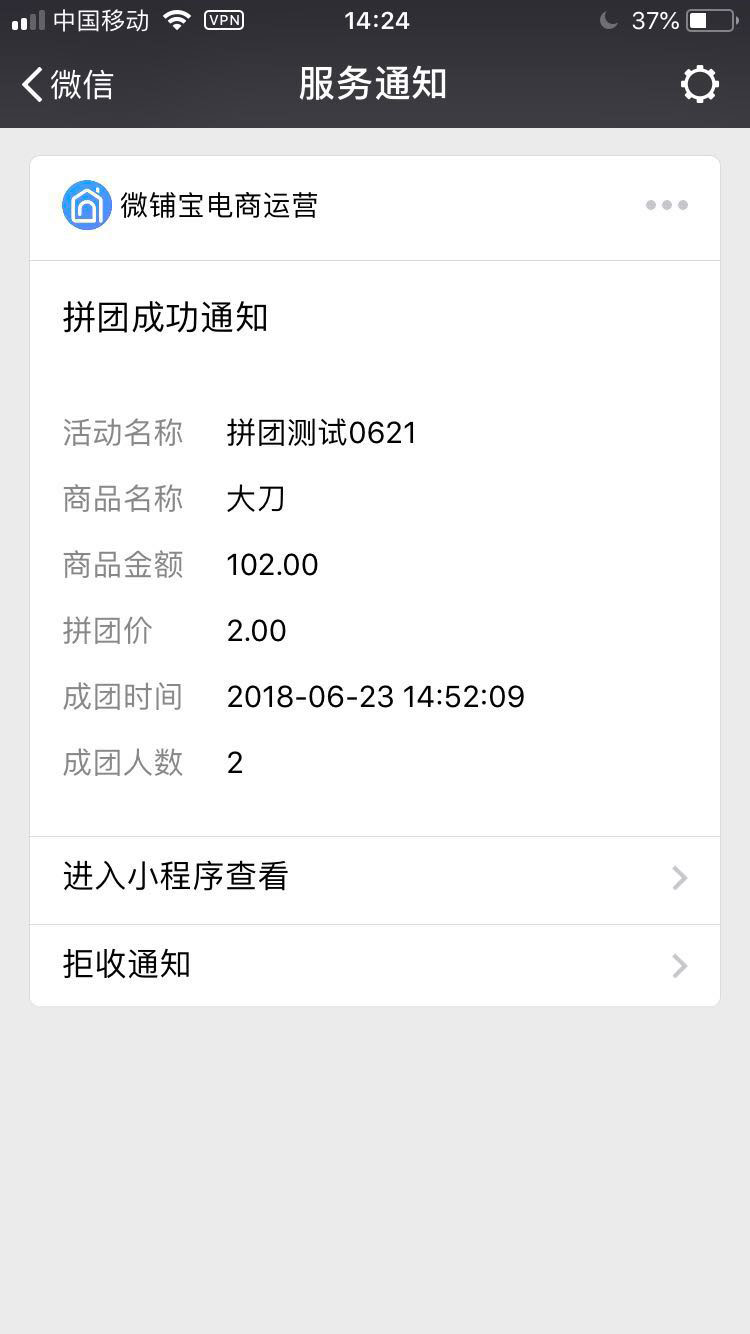 中国移动 VPN 14:24 37%
微信 服务通知
微铺宝电商运营
拼团成功通知
活动名称 拼团测试0621
商品名称 大刀
商品金额 102.00
拼团价 2.00
成团时间 2018-06-23 14:52:09
成团人数 2
进入小程序查看
拒收通知